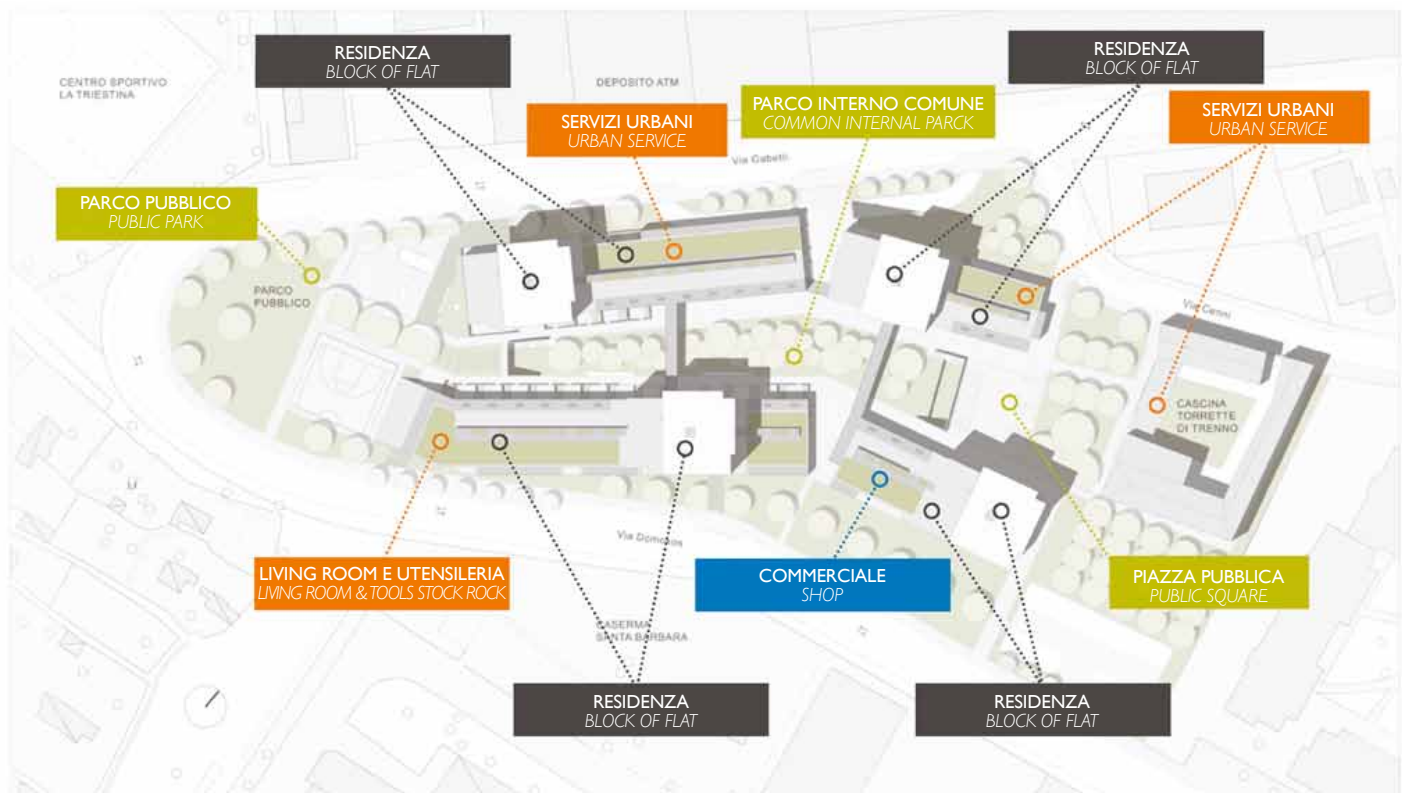 RESIDENZA
BLOCK OF FLAT
RESIDENZA
BLOCK OF FLAT
CENTRO SPORTIVO
LA TRIESTINA
DEPOSITO ATM
PARCO INTERNO COMUNE
COMMON INTERNAL PARCK
SERVIZI URBANI
URBAN SERVICE
SERVIZI URBANI
URBAN SERVICE
Via Gabetti
PARCO PUBBLICO
PUBLIC PARK
PARCO
PUBBLICO
Via Cenni
CASCINA
TORRETTE
DI TRENNO
Via Domokos
LIVING ROOM E UTENSILERIA
LIVING ROOM & TOOLS STOCK ROCK
COMMERCIALE
SHOP
PIAZZA PUBBLICA
PUBLIC SQUARE
CASERMA
SANTA BARBARA
RESIDENZA
BLOCK OF FLAT
RESIDENZA
BLOCK OF FLAT